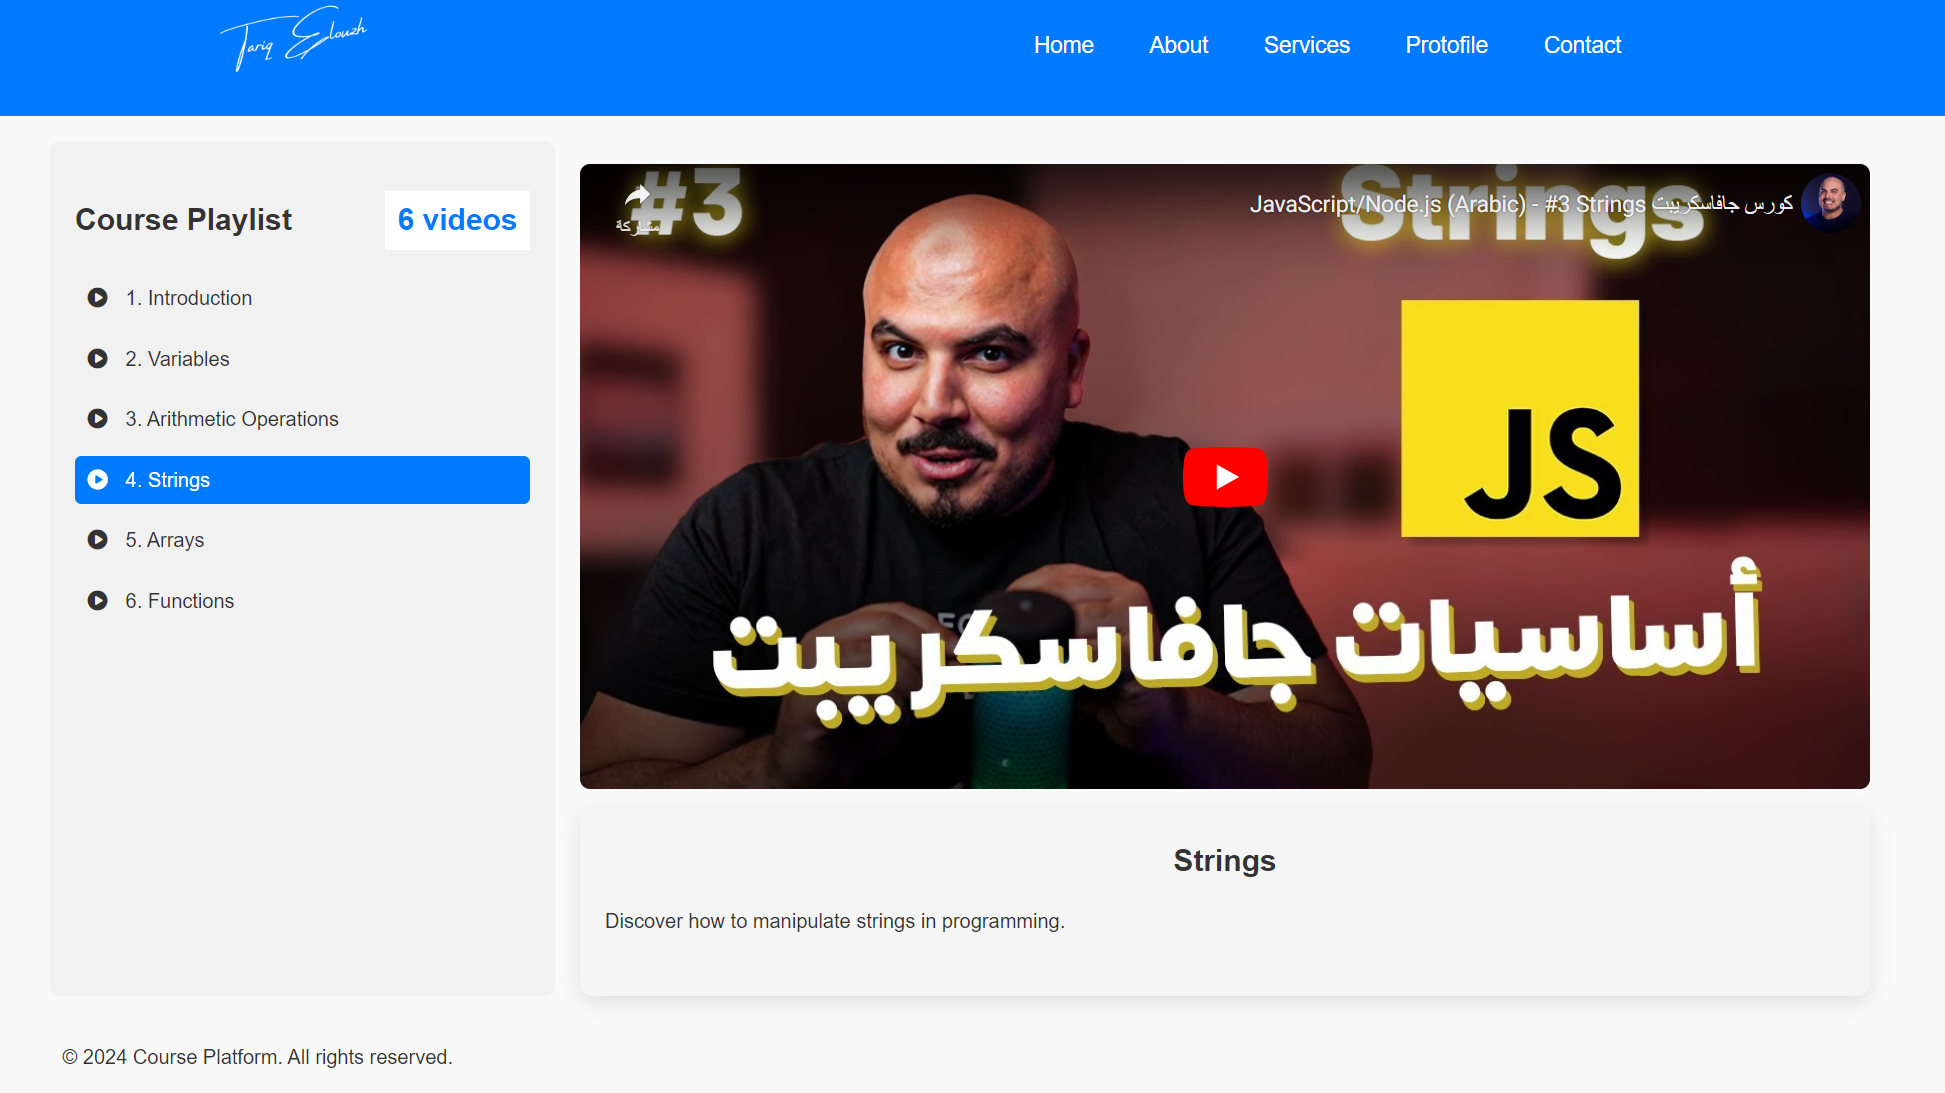 Tariq Elouzh
Home
About
Services
Protofile
Contact
Course Playlist
6 videos
1. Introduction
2. Variables
3. Arithmetic Operations
4. Strings
5. Arrays
6. Functions
#3
Strings
مشاركة
JavaScript/Node.js (Arabic) - #3 Strings كورس جافاسكريبت
JS
أساسيات جافاسكريبت
Strings
Discover how to manipulate strings in programming.
© 2024 Course Platform. All rights reserved.